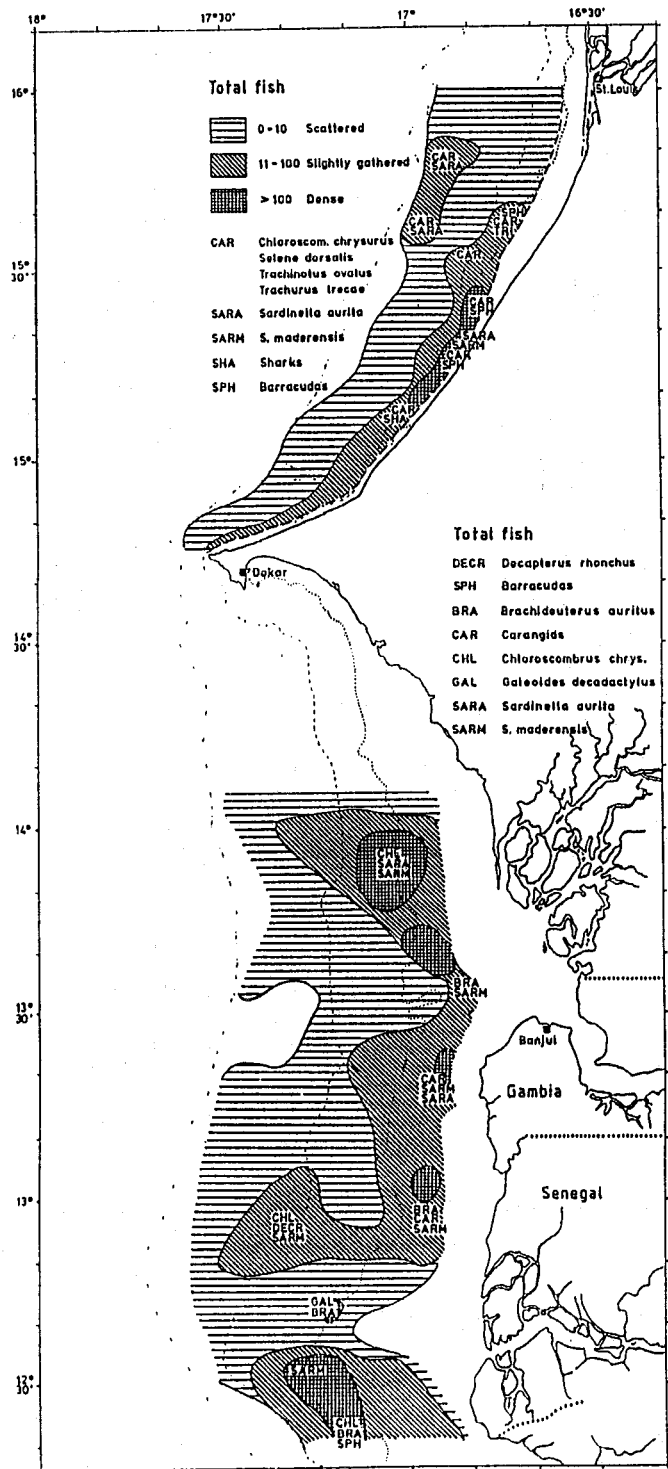 18°
17°30'
17°
16°30'
16°
15°
30'
15°
14°
30'
14°
13°
30'
13°
12°
30'
St. Louis
Total fish
0-10 Scattered
11-100 Slightly gathered
>100 Dense
CAR Chloroscom. chrysurus
Selene dorsalis
Trachinotus ovatus
Trachurus trecae
SARA Sardinella aurita
SARM S. maderensis
SHA Sharks
SPH Barracudas
CAR
SARA
CAR
SARA
SPH
CAR
TRI
CAR
CAR
SPH
SARA
SARM
CAR
SPH
CAR
SHA
Dakar
Total fish
DECR Decapterus rhonchus
SPH Barracudas
BRA Brachideuterus auritus
CAR Carangids
CHL Chloroscombrus chrys.
GAL Galeoides decadactylus
SARA Sardinella aurita
SARM S. maderensis
CHL
SARA
SARM
BRA
SARM
Banjul
CAR
SARM
SARA
Gambia
BRA
CAR
SARM
Senegal
CHL
DECR
SARM
GAL
BRA
SARM
CHL
BRA
SPH